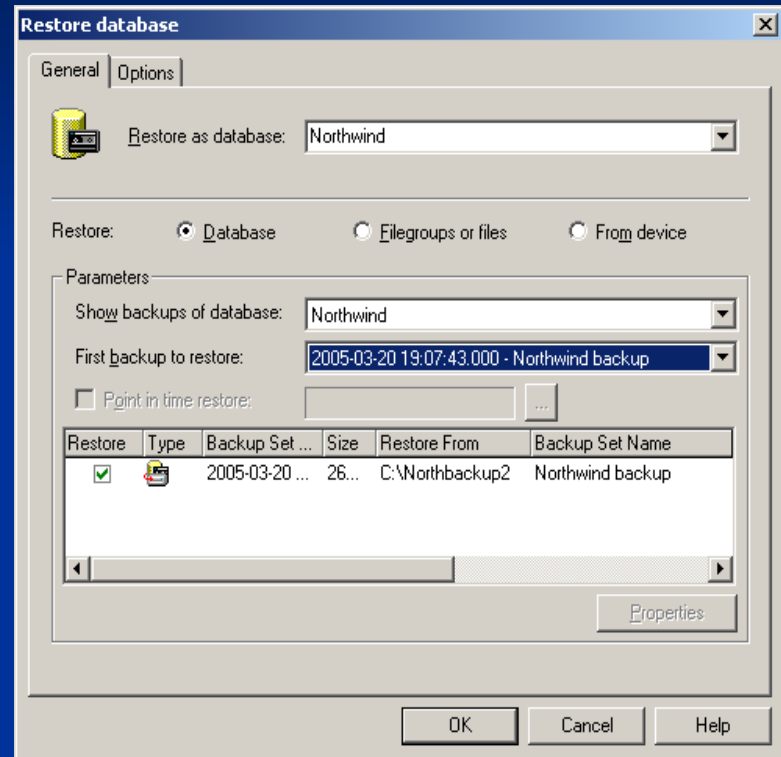 Restore database
General Options
Restore as database: Northwind
Restore: Database Filegroups or files From device
Parameters
Show backups of database: Northwind
First backup to restore: 2005-03-20 19:07:43.000 - Northwind backup
Point in time restore: ...
Restore Type Backup Set ... Size Restore From Backup Set Name
2005-03-20 ... 26... C:\Northbackup2 Northwind backup
Properties
OK Cancel Help